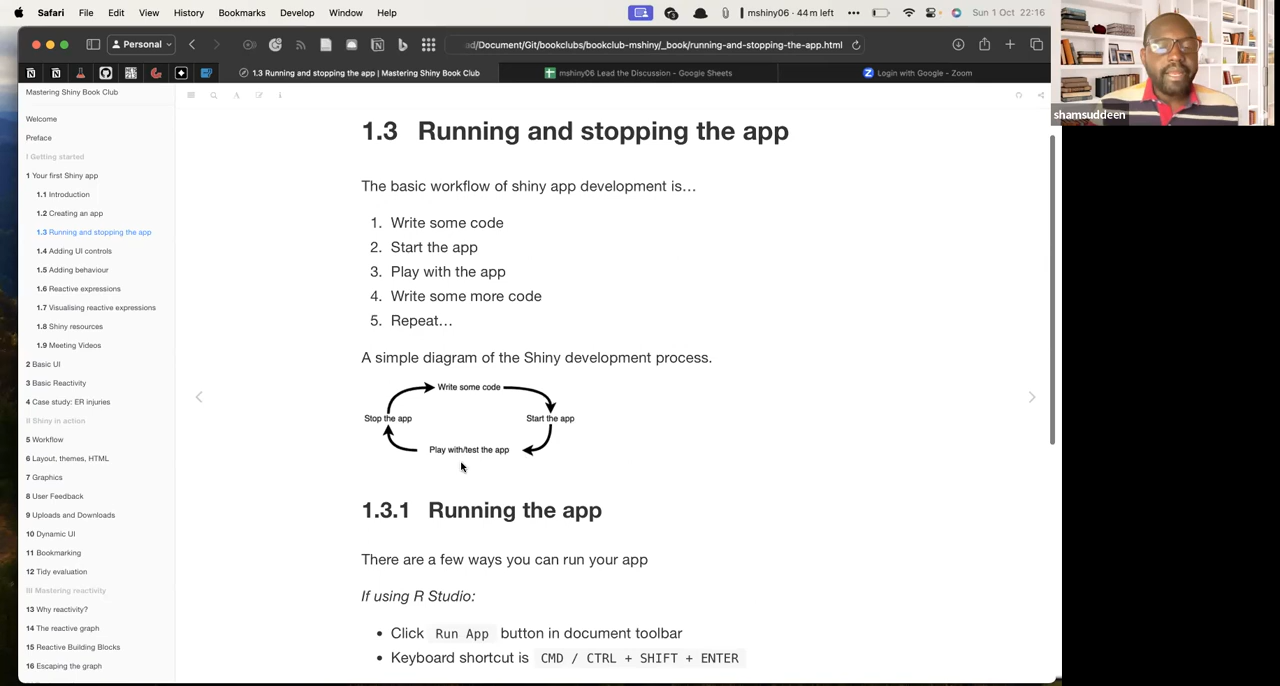 Safari File Edit View History Bookmarks Develop Window Help mshiny06 · 44m left Sun 1 Oct 22:16
Personal
/Document/Git/bookclubs/bookclub-mshiny/_book/running-and-stopping-the-app.html
1.3 Running and stopping the app | Mastering Shiny Book Club
mshiny06 Lead the Discussion - Google Sheets
Login with Google - Zoom
shamsuddeen
Mastering Shiny Book Club
Welcome
Preface
I Getting started
1 Your first Shiny app
1.1 Introduction
1.2 Creating an app
1.3 Running and stopping the app
1.4 Adding UI controls
1.5 Adding behaviour
1.6 Reactive expressions
1.7 Visualising reactive expressions
1.8 Shiny resources
1.9 Meeting Videos
2 Basic UI
3 Basic Reactivity
4 Case study: ER injuries
II Shiny in action
5 Workflow
6 Layout, themes, HTML
7 Graphics
8 User Feedback
9 Uploads and Downloads
10 Dynamic UI
11 Bookmarking
12 Tidy evaluation
III Mastering reactivity
13 Why reactivity?
14 The reactive graph
15 Reactive Building Blocks
16 Escaping the graph
1.3 Running and stopping the app
The basic workflow of shiny app development is…
1. Write some code
2. Start the app
3. Play with the app
4. Write some more code
5. Repeat…
A simple diagram of the Shiny development process.
Write some code
Stop the app
Start the app
Play with/test the app
1.3.1 Running the app
There are a few ways you can run your app
If using R Studio:
• Click Run App button in document toolbar
• Keyboard shortcut is CMD / CTRL + SHIFT + ENTER